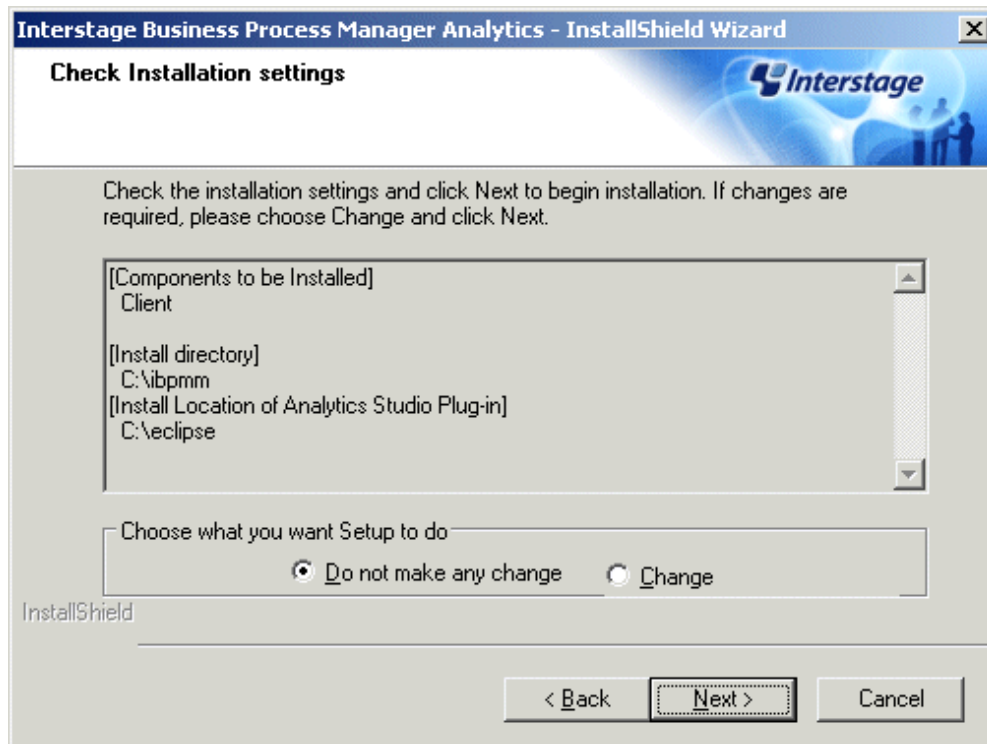 Interstage Business Process Manager Analytics - InstallShield Wizard
Check Installation settings
Interstage
Check the installation settings and click Next to begin installation. If changes are
required, please choose Change and click Next.
[Components to be Installed]
Client
[Install directory]
C:\ibpmm
[Install Location of Analytics Studio Plug-in]
C:\eclipse
Choose what you want Setup to do
Do not make any change Change
InstallShield
< Back Next > Cancel